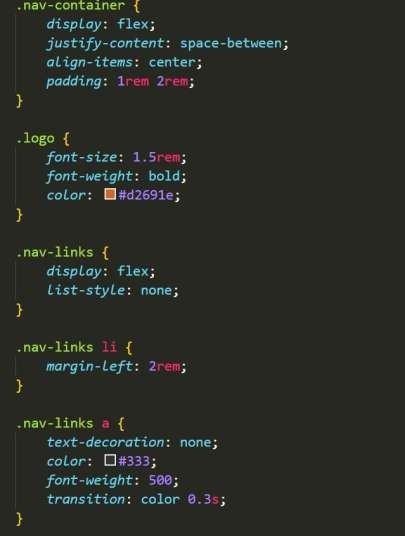 .nav-container {
    display: flex;
    justify-content: space-between;
    align-items: center;
    padding: 1rem 2rem;
}

.logo {
    font-size: 1.5rem;
    font-weight: bold;
    color: #d2691e;
}

.nav-links {
    display: flex;
    list-style: none;
}

.nav-links li {
    margin-left: 2rem;
}

.nav-links a {
    text-decoration: none;
    color: #333;
    font-weight: 500;
    transition: color 0.3s;
}